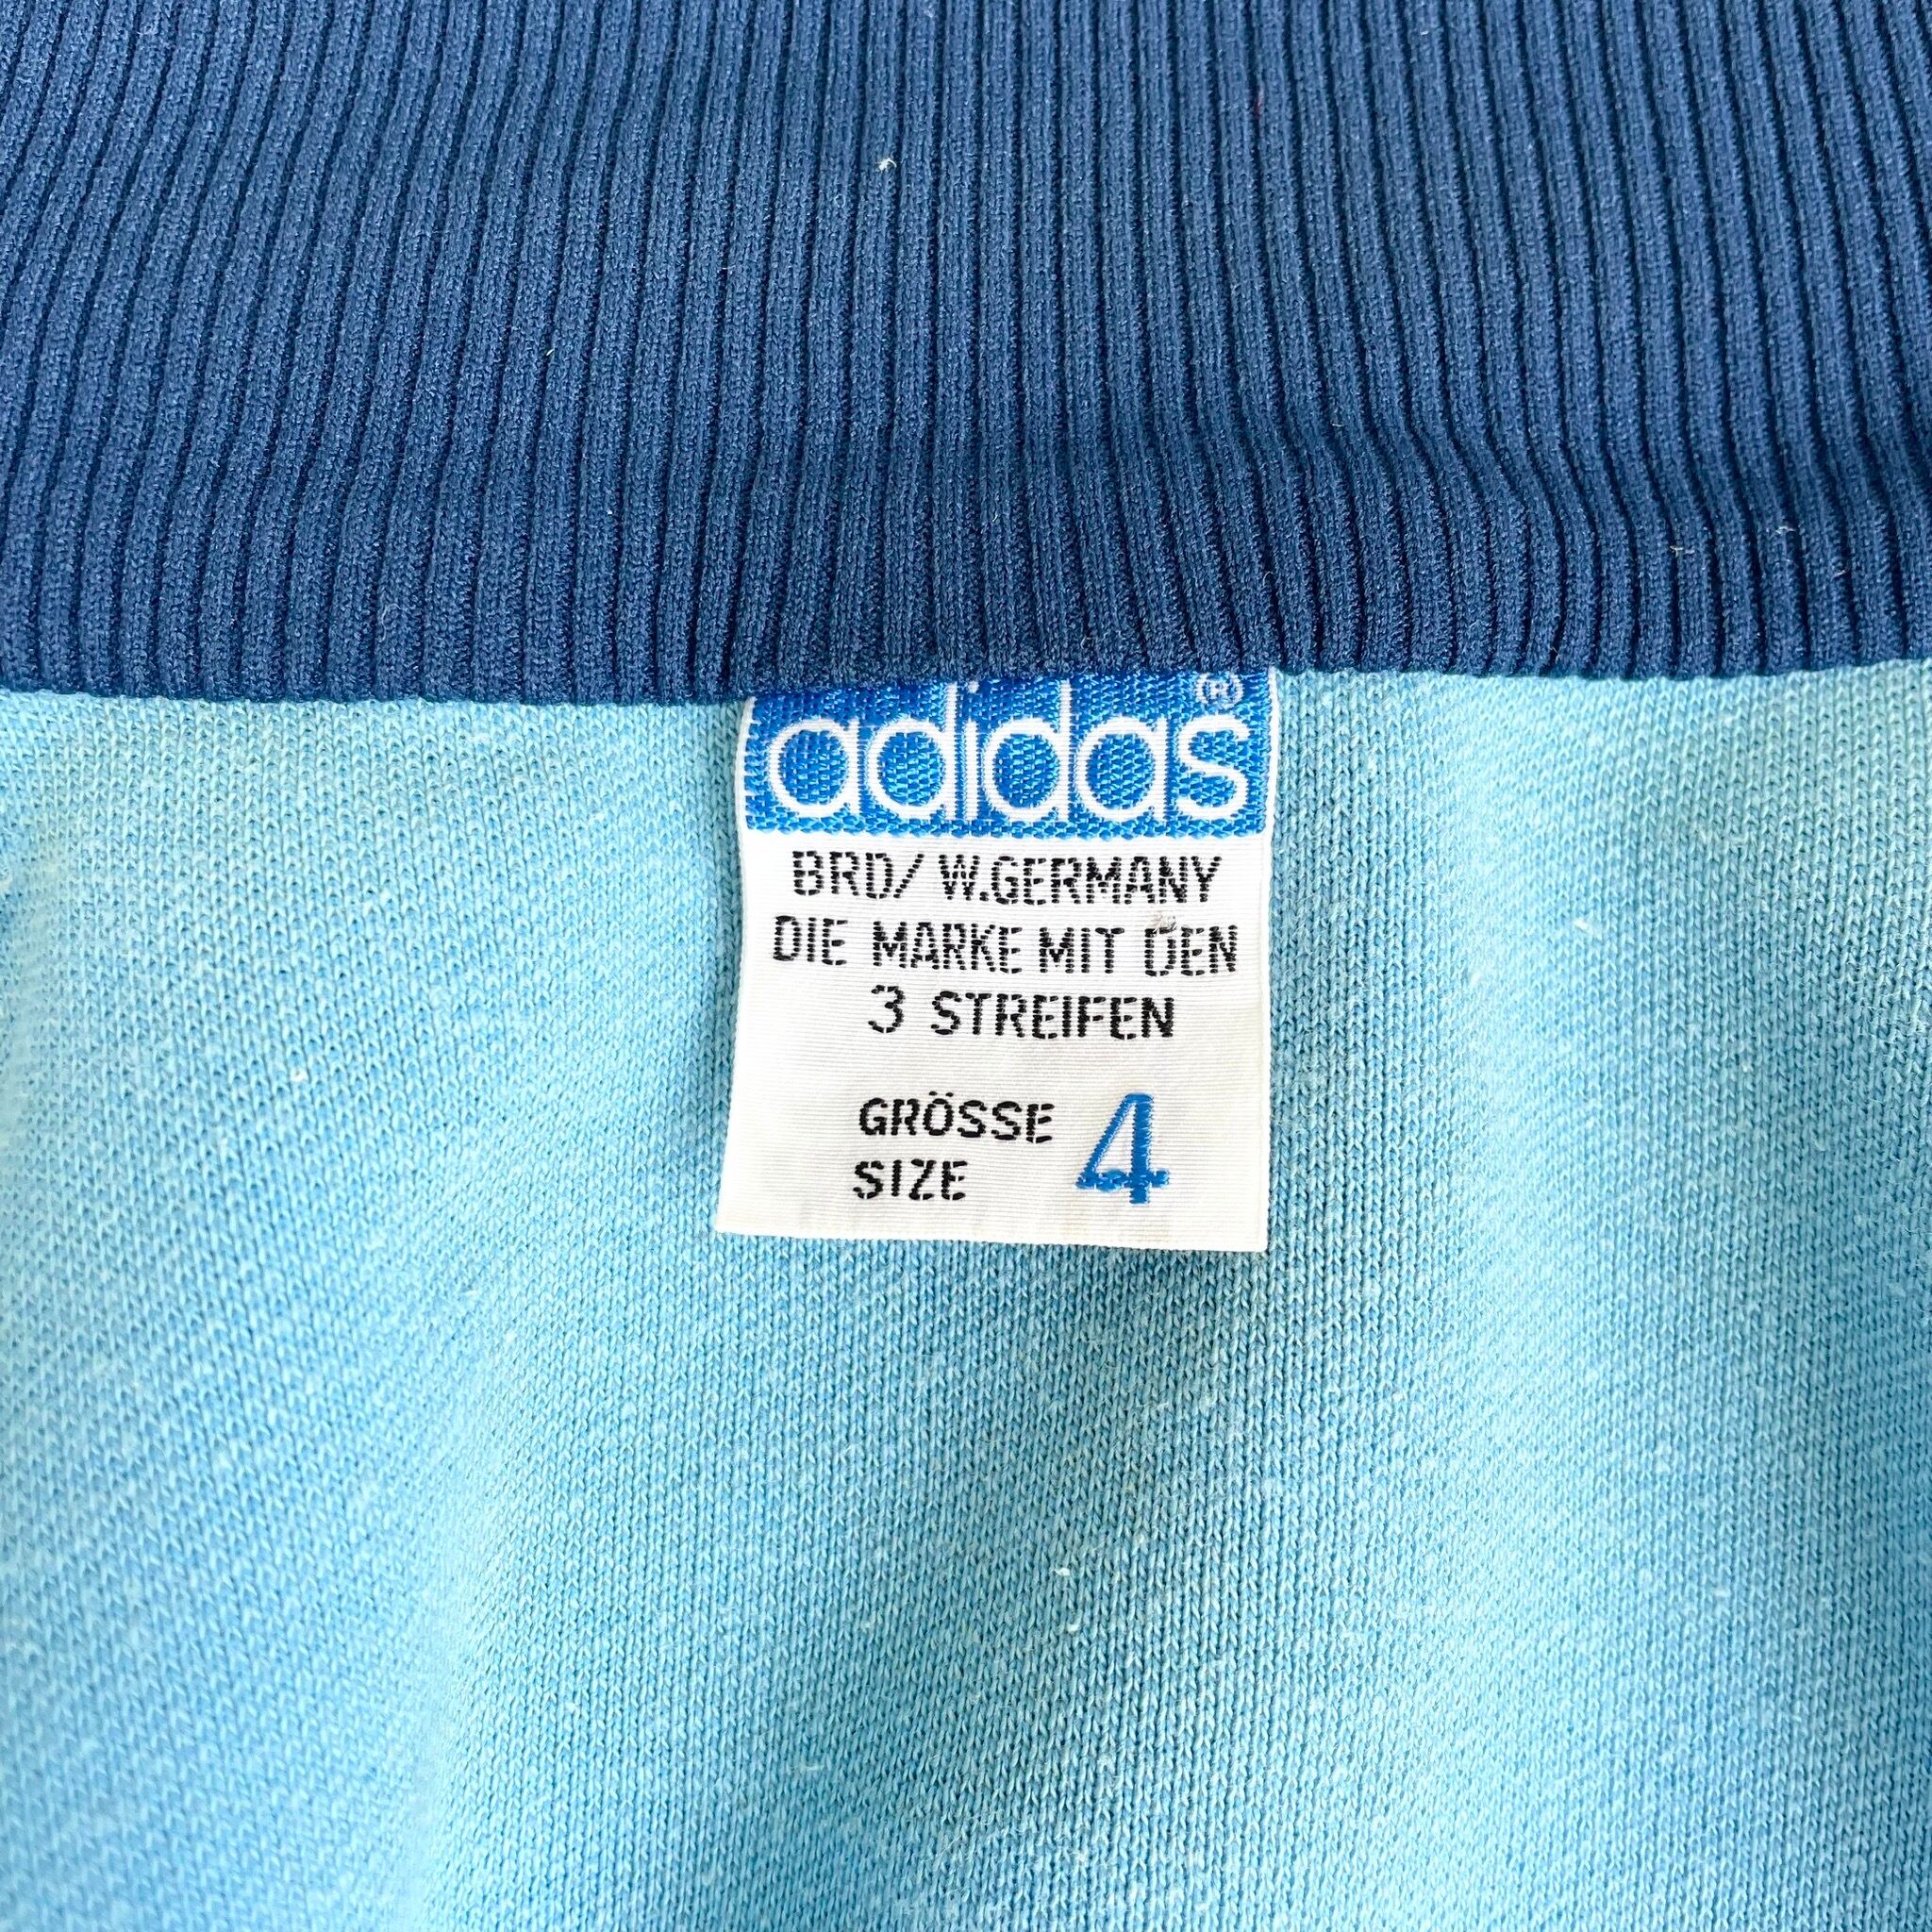 adidas®
BRD/ W.GERMANY
DIE MARKE MIT DEN
3 STREIFEN
GRÖSSE 4
SIZE